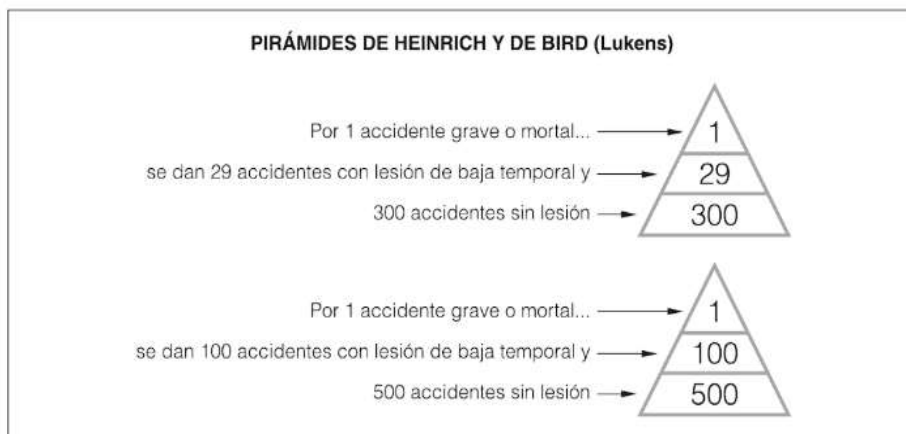 PIRÁMIDES DE HEINRICH Y DE BIRD (Lukens)
Por 1 accidente grave o mortal... 1
se dan 29 accidentes con lesión de baja temporal y 29
300 accidentes sin lesión 300
Por 1 accidente grave o mortal... 1
se dan 100 accidentes con lesión de baja temporal y 100
500 accidentes sin lesión 500